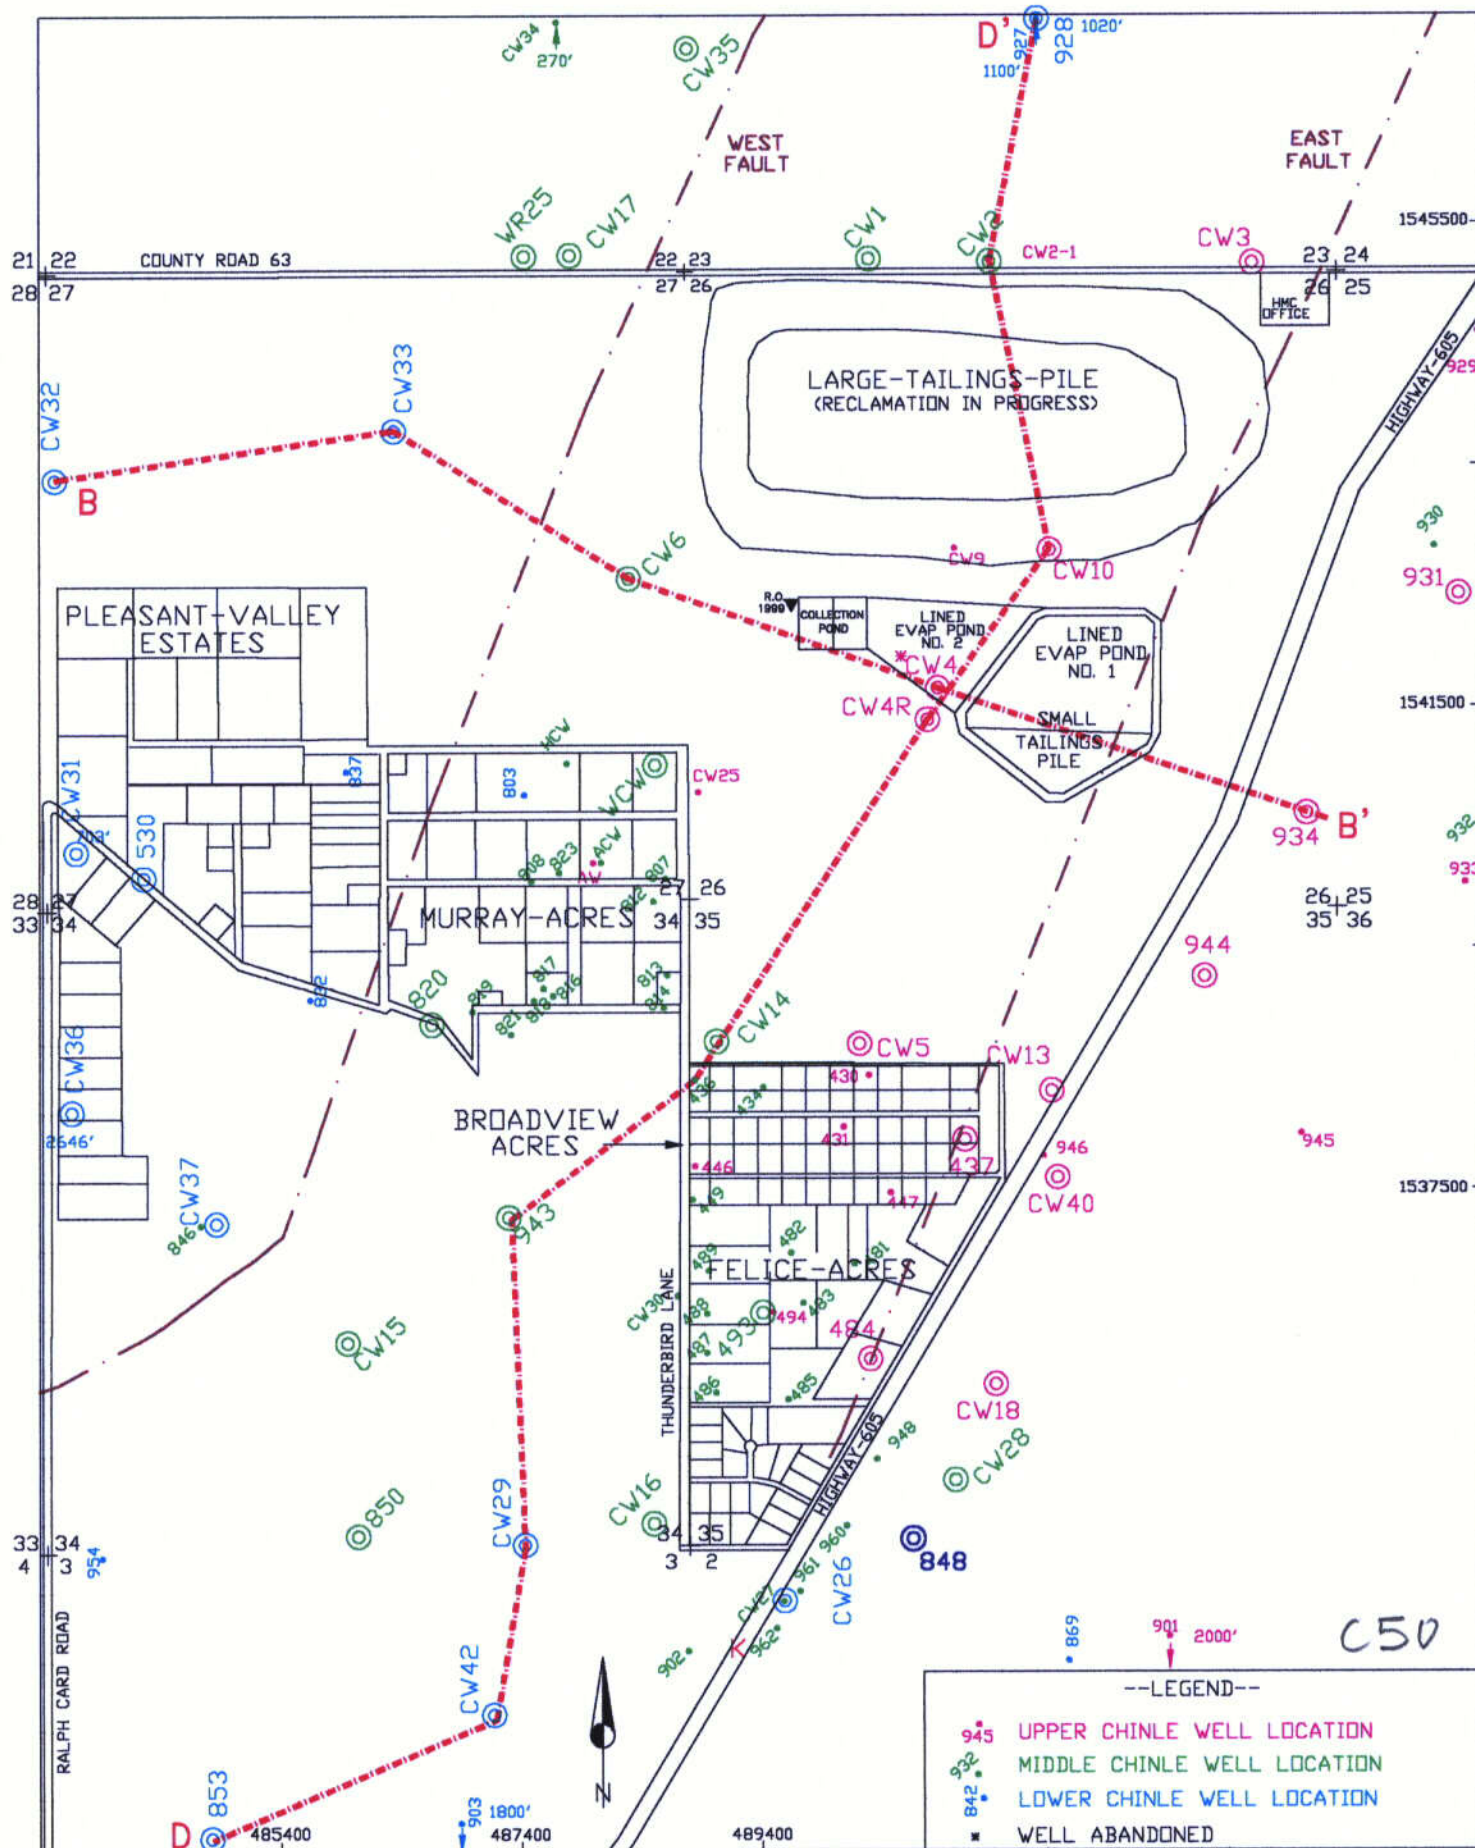 CW34
270'
CW35
D'
927
928
1020'
1100'
WEST
FAULT
EAST
FAULT
WR25
CW17
CW1
CW2
CW2-1
CW3
1545500
21 22
28 27
COUNTY ROAD 63
22 23
27 26
23 24
26 25
HMC
OFFICE
HIGHWAY-605
929
CW32
CW33
B
LARGE-TAILINGS-PILE
(RECLAMATION IN PROGRESS)
930
931
CW6
CW9
CW10
R.O.
1999
COLLECTION
POND
LINED
EVAP POND
NO. 2
LINED
EVAP POND
NO. 1
PLEASANT-VALLEY
ESTATES
CW4
CW4R
SMALL
TAILINGS
PILE
1541500
HCW
WCW
CW25
CW31
837
803
934
B'
932
933
530
808
823
AW
ACW
807
812
28 27
33 34
MURRAY-ACRES
27 26
34 35
26 25
35 36
944
820
819
821
817
818
816
813
814
CW14
CW5
CW13
CW36
2646'
436
434
430
BROADVIEW
ACRES
431
437
446
946
945
CW40
1537500
CW37
846
943
449
447
482
481
489
FELICE-ACRES
CW30
488
493
494
483
484
487
CW15
THUNDERBIRD LANE
486
485
CW18
948
CW28
HIGHWAY-605
850
CW29
CW16
33 34
4 3
954
34 35
3 2
960
848
961
CW27
CW26
902
962
K
869
901
2000'
C50
RALPH CARD ROAD
CW42
N
853
D
903
1800'
485400
487400
489400
--LEGEND--
945 UPPER CHINLE WELL LOCATION
932 MIDDLE CHINLE WELL LOCATION
842 LOWER CHINLE WELL LOCATION
* WELL ABANDONED